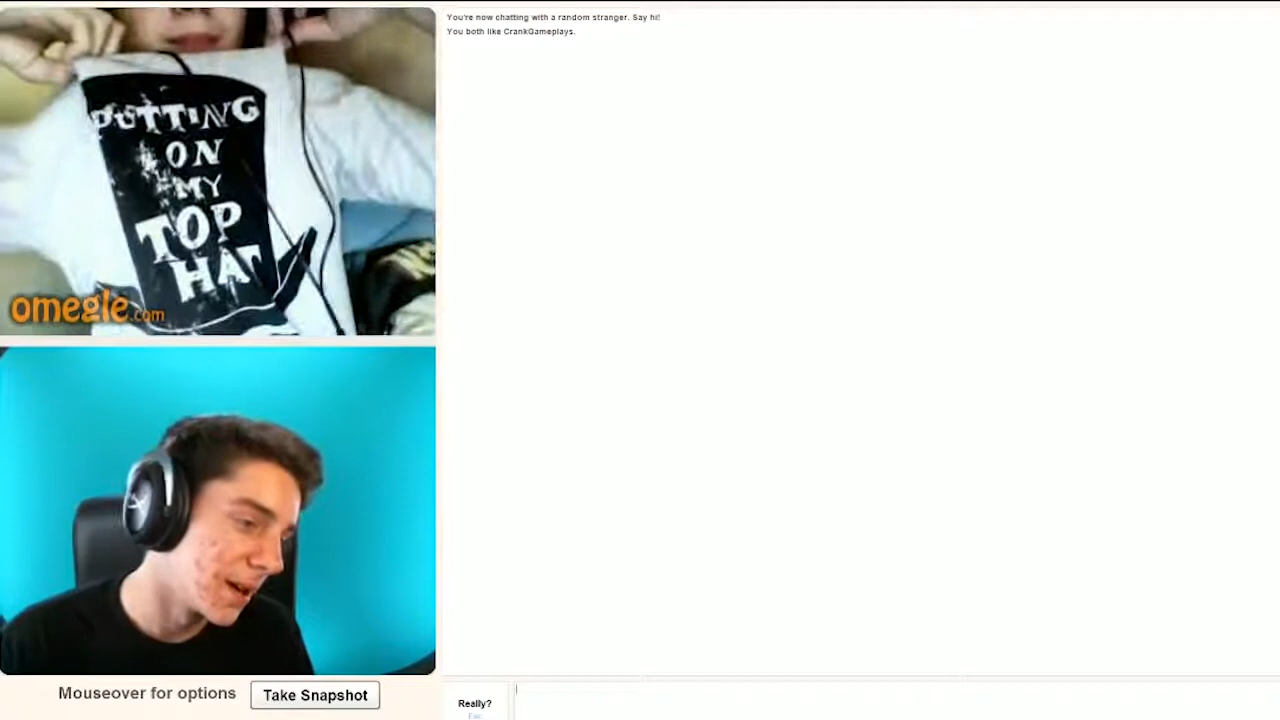 You're now chatting with a random stranger. Say hi!
You both like CrankGameplays.
PUTTING
ON
MY
TOP
HAT
omegle.com
Mouseover for options
Take Snapshot
Really?
Esc